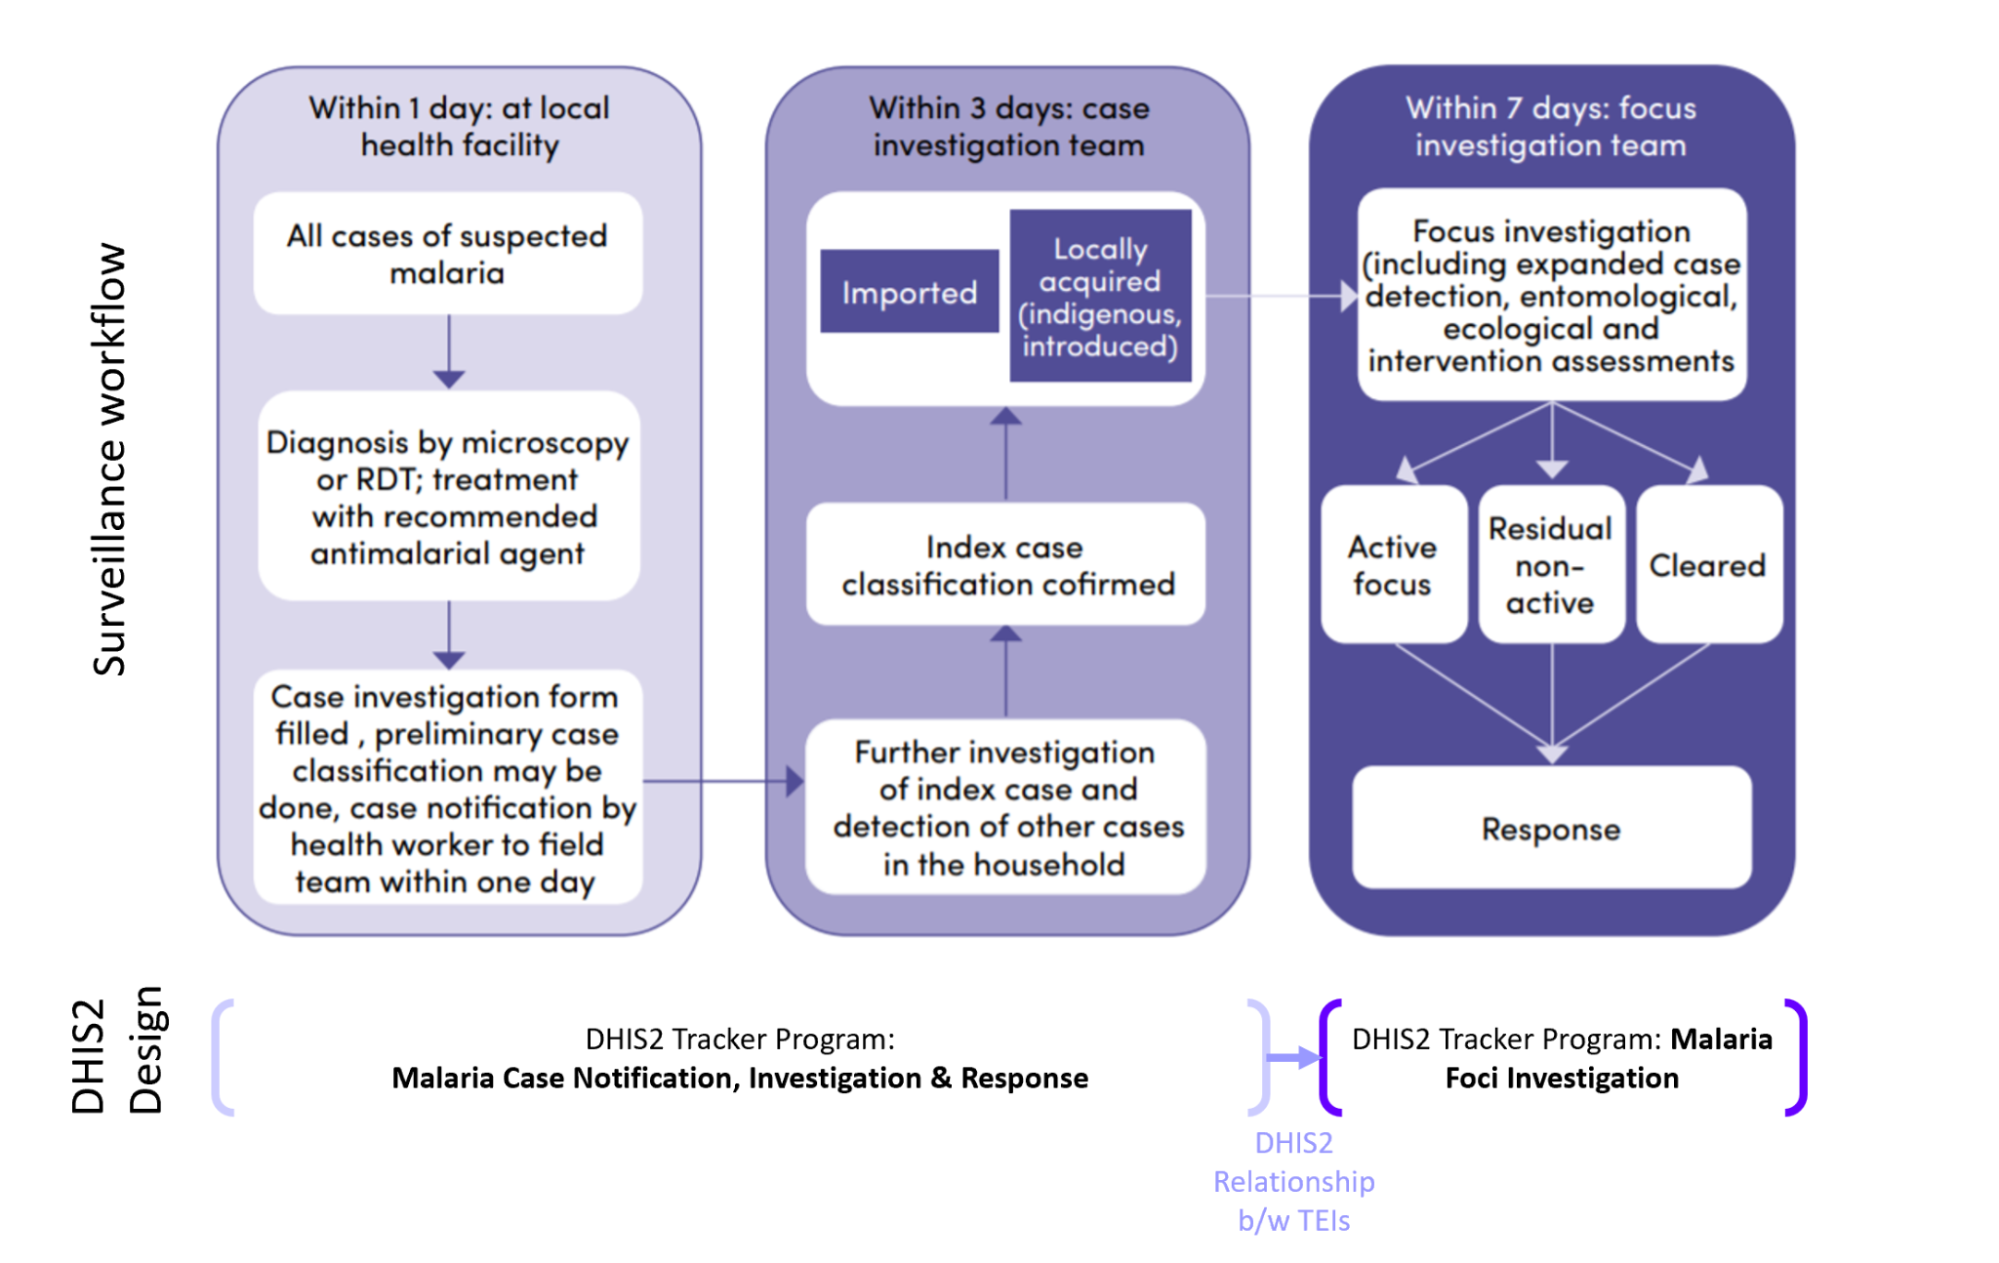 Surveillance workflow
Within 1 day: at local
health facility
All cases of suspected
malaria
Diagnosis by microscopy
or RDT; treatment
with recommended
antimalarial agent
Case investigation form
filled , preliminary case
classification may be
done, case notification by
health worker to field
team within one day
Within 3 days: case
investigation team
Imported
Locally
acquired
(indigenous,
introduced)
Index case
classification cofirmed
Further investigation
of index case and
detection of other cases
in the household
Within 7 days: focus
investigation team
Focus investigation
(including expanded case
detection, entomological,
ecological and
intervention assessments
Active
focus
Residual
non-
active
Cleared
Response
DHIS2
Design
DHIS2 Tracker Program:
Malaria Case Notification, Investigation & Response
DHIS2 Tracker Program: Malaria
Foci Investigation
DHIS2
Relationship
b/w TEIs